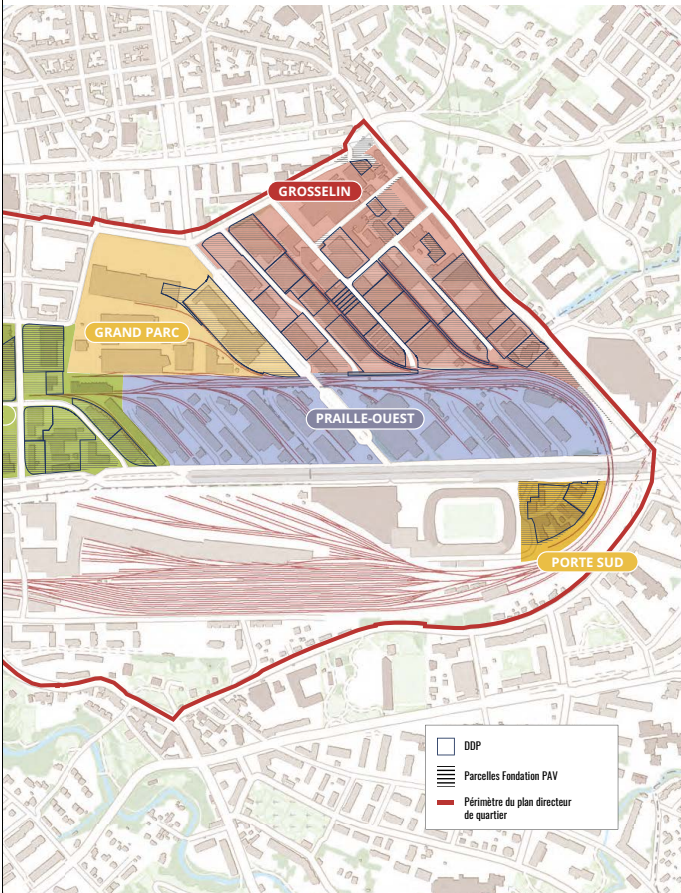 GROSSELIN
GRAND PARC
PRAILLE-OUEST
PORTE SUD
DDP
Parcelles Fondation PAV
Périmètre du plan directeur
de quartier